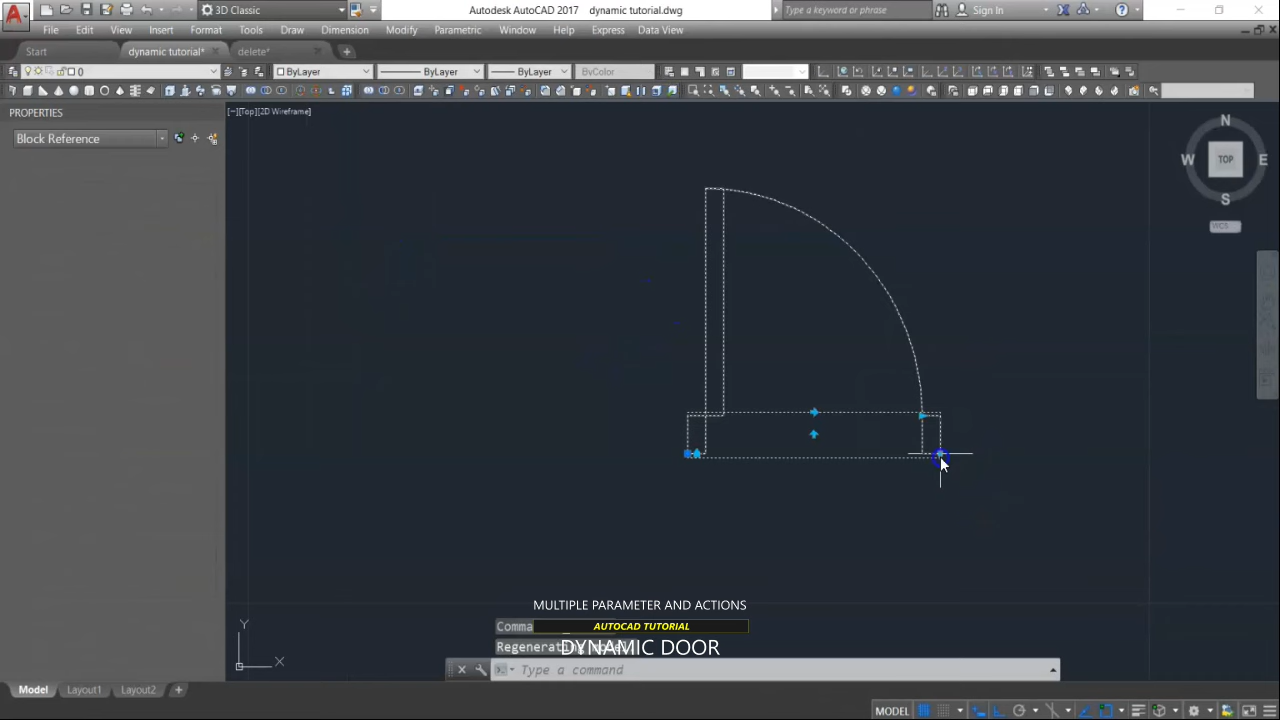 3D Classic
Autodesk AutoCAD 2017 dynamic tutorial.dwg
Type a keyword or phrase
Sign In
File Edit View Insert Format Tools Draw Dimension Modify Parametric Window Help Express Data View
Start dynamic tutorial* delete*
0 ByLayer ByLayer ByLayer ByColor
PROPERTIES
[−][Top][2D Wireframe]
Block Reference
N
W TOP E
S
WCS
MULTIPLE PARAMETER AND ACTIONS
Comma
AUTOCAD TUTORIAL
Y
Regenerat
DYNAMIC DOOR
X
Type a command
Model Layout1 Layout2
MODEL